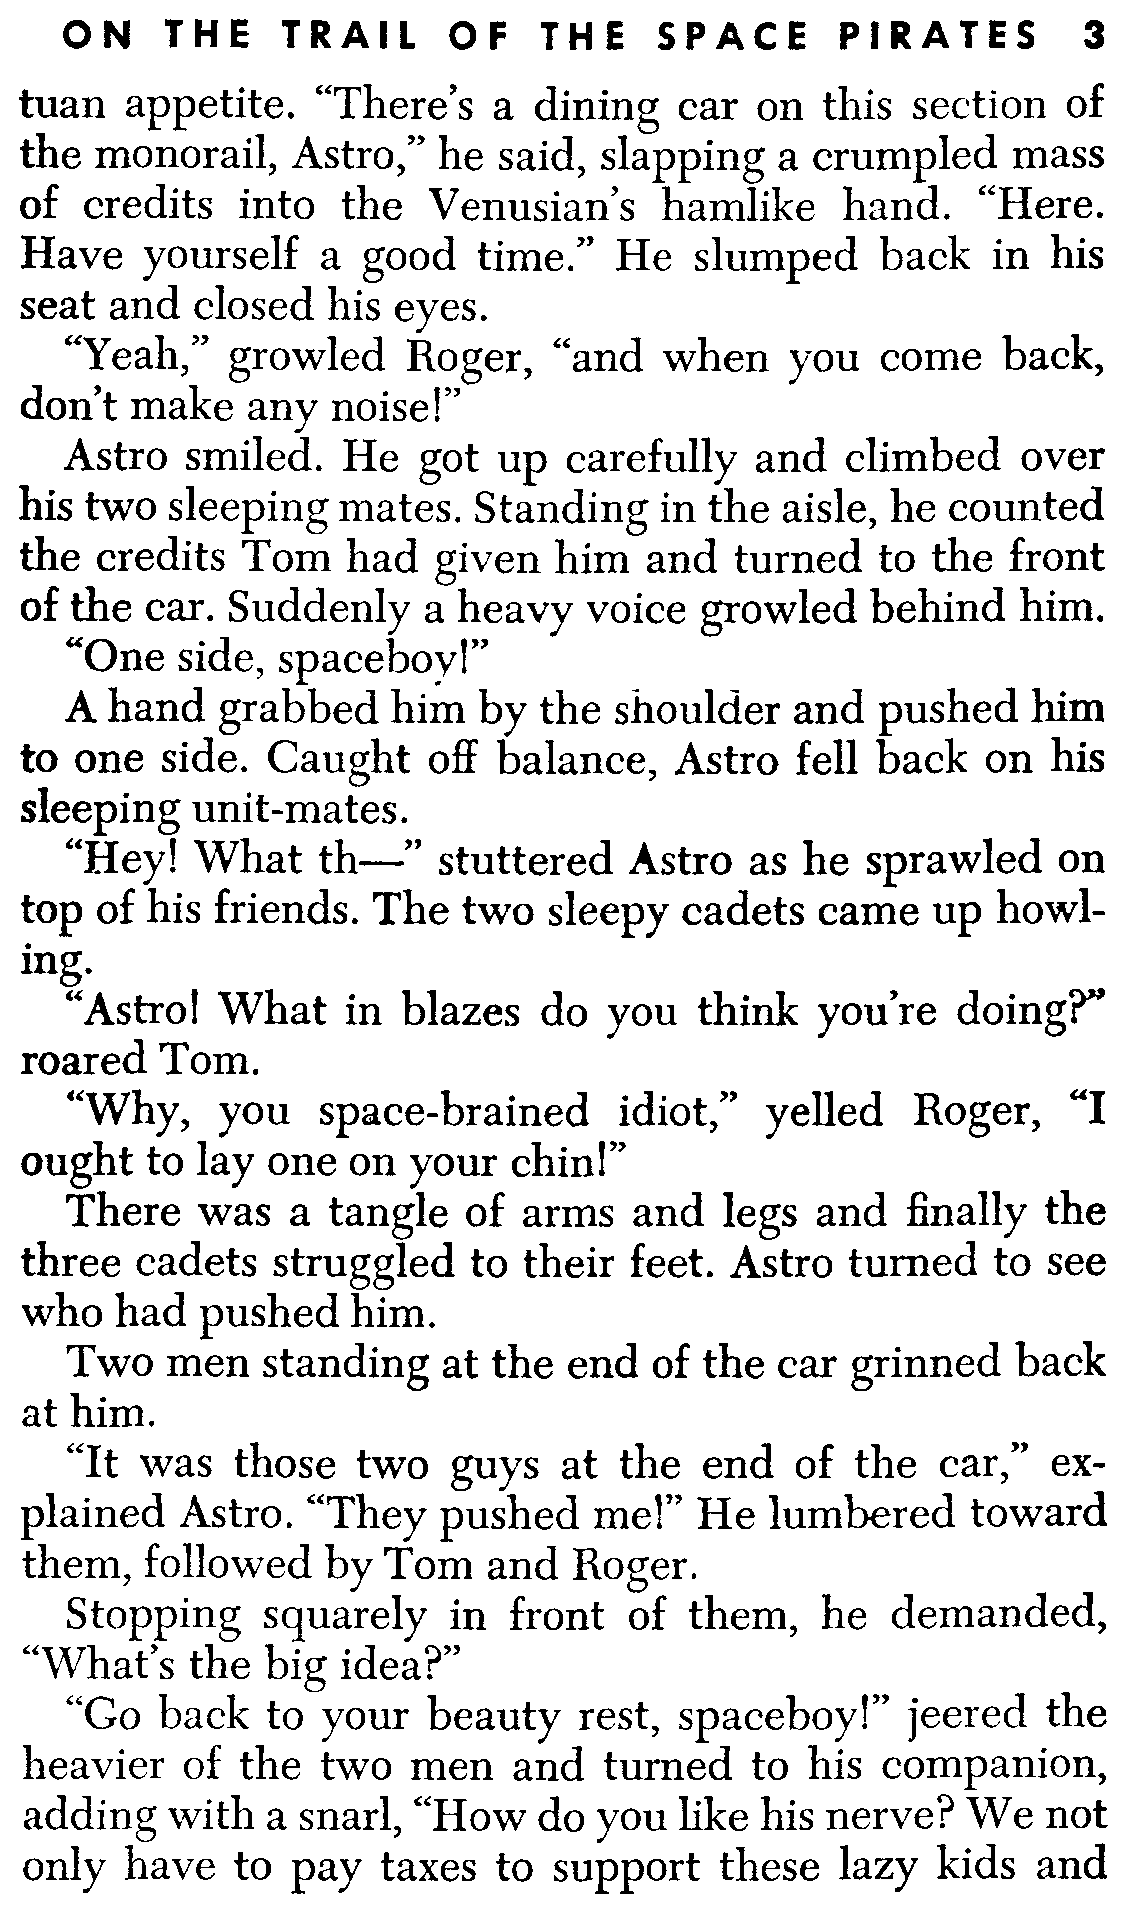 ON THE TRAIL OF THE SPACE PIRATES 3
tuan appetite. “There’s a dining car on this section of
the monorail, Astro,” he said, slapping a crumpled mass
of credits into the Venusian’s hamlike hand. “Here.
Have yourself a good time.” He slumped back in his
seat and closed his eyes.
“Yeah,” growled Roger, “and when you come back,
don’t make any noise!”
Astro smiled. He got up carefully and climbed over
his two sleeping mates. Standing in the aisle, he counted
the credits Tom had given him and turned to the front
of the car. Suddenly a heavy voice growled behind him.
“One side, spaceboy!”
A hand grabbed him by the shoulder and pushed him
to one side. Caught off balance, Astro fell back on his
sleeping unit-mates.
“Hey! What th—” stuttered Astro as he sprawled on
top of his friends. The two sleepy cadets came up howl-
ing.
“Astro! What in blazes do you think you’re doing?”
roared Tom.
“Why, you space-brained idiot,” yelled Roger, “I
ought to lay one on your chin!”
There was a tangle of arms and legs and finally the
three cadets struggled to their feet. Astro turned to see
who had pushed him.
Two men standing at the end of the car grinned back
at him.
“It was those two guys at the end of the car,” ex-
plained Astro. “They pushed me!” He lumbered toward
them, followed by Tom and Roger.
Stopping squarely in front of them, he demanded,
“What’s the big idea?”
“Go back to your beauty rest, spaceboy!” jeered the
heavier of the two men and turned to his companion,
adding with a snarl, “How do you like his nerve? We not
only have to pay taxes to support these lazy kids and